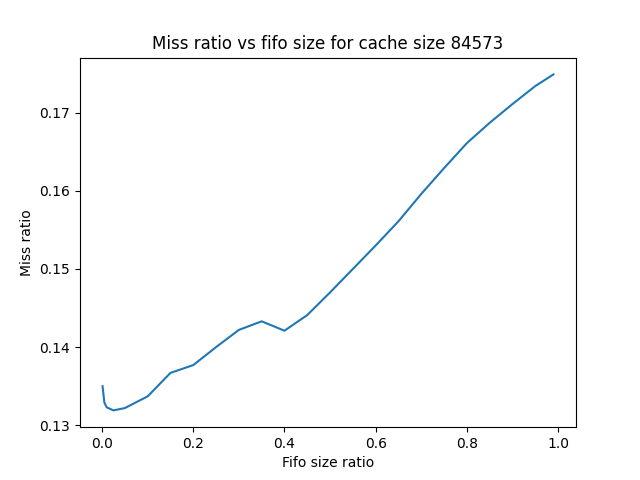 Miss ratio vs fifo size for cache size 84573
0.17
0.16
0.15
0.14
0.13
Miss ratio
0.0 0.2 0.4 0.6 0.8 1.0
Fifo size ratio